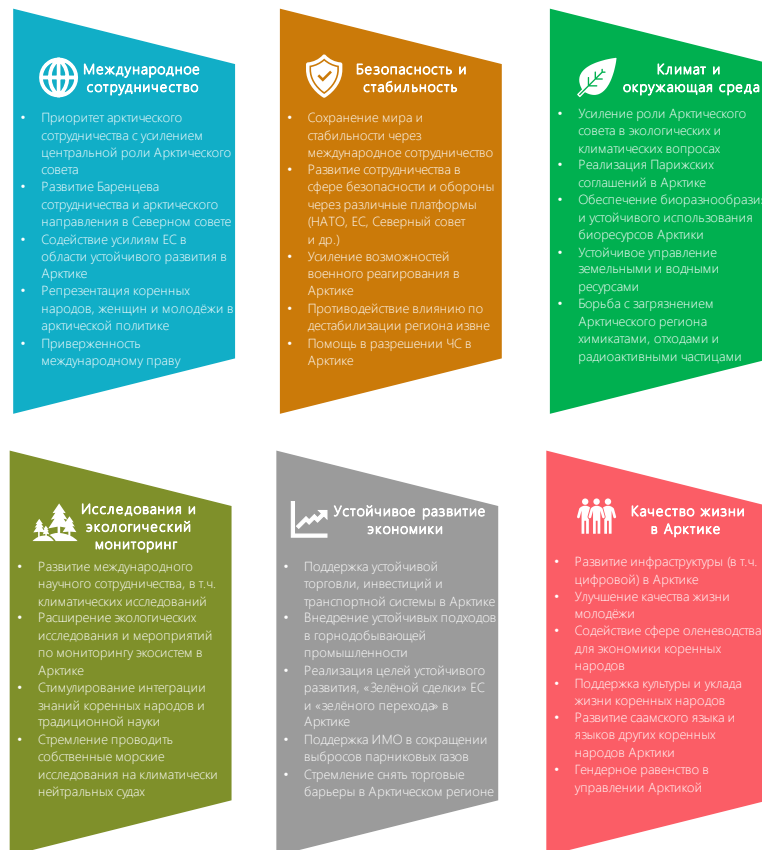 Международное
сотрудничество
• Приоритет арктического
сотрудничества с усилением
центральной роли Арктического
совета
• Развитие Баренцева
сотрудничества и арктического
направления в Северном совете
• Содействие усилиям ЕС в
области устойчивого развития в
Арктике
• Репрезентация коренных
народов, женщин и молодёжи в
арктической политике
• Приверженность
международному праву
Безопасность и
стабильность
• Сохранение мира и
стабильности через
международное сотрудничество
• Развитие сотрудничества в
сфере безопасности и обороны
через различные платформы
(НАТО, ЕС, Северный совет
и др.)
• Усиление возможностей
военного реагирования в
Арктике
• Противодействие влиянию по
дестабилизации региона извне
• Помощь в разрешении ЧС в
Арктике
Климат и
окружающая среда
• Усиление роли Арктического
совета в экологических и
климатических вопросах
• Реализация Парижских
соглашений в Арктике
• Обеспечение биоразнообразия
и устойчивого использования
биоресурсов Арктики
• Устойчивое управление
земельными и водными
ресурсами
• Борьба с загрязнением
Арктического региона
химикатами, отходами и
радиоактивными частицами
Исследования и
экологический
мониторинг
• Развитие международного
научного сотрудничества, в т.ч.
климатических исследований
• Расширение экологических
исследования и мероприятий
по мониторингу экосистем в
Арктике
• Стимулирование интеграции
знаний коренных народов и
традиционной науки
• Стремление проводить
собственные морские
исследования на климатически
нейтральных судах
Устойчивое развитие
экономики
• Поддержка устойчивой
торговли, инвестиций и
транспортной системы в Арктике
• Внедрение устойчивых подходов
в горнодобывающей
промышленности
• Реализация целей устойчивого
развития, «Зелёной сделки» ЕС
и «зелёного перехода» в
Арктике
• Поддержка ИМО в сокращении
выбросов парниковых газов
• Стремление снять торговые
барьеры в Арктическом регионе
Качество жизни
в Арктике
• Развитие инфраструктуры (в т.ч.
цифровой) в Арктике
• Улучшение качества жизни
молодёжи
• Содействие сфере оленеводства
для экономики коренных
народов
• Поддержка культуры и уклада
жизни коренных народов
• Развитие саамского языка и
языков других коренных
народов Арктики
• Гендерное равенство в
управлении Арктикой